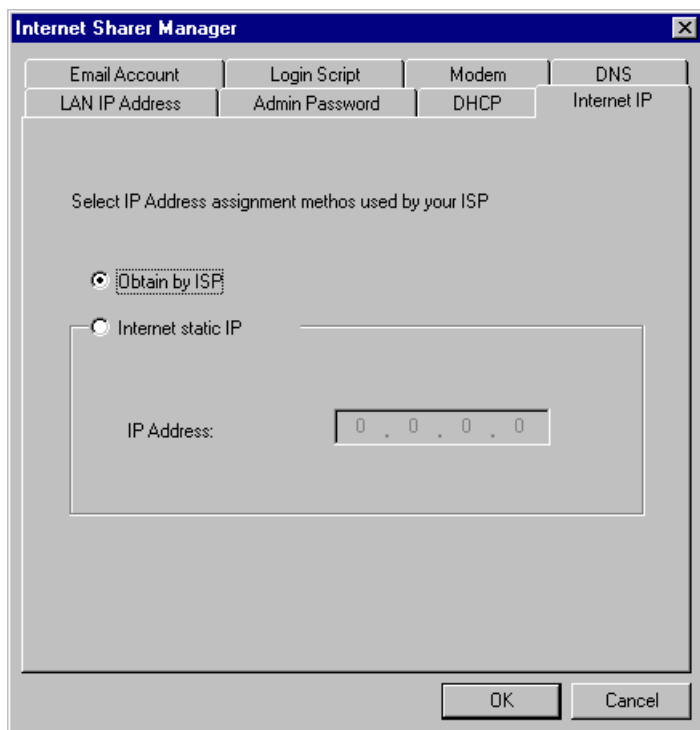 Internet Sharer Manager
Email Account Login Script Modem DNS
LAN IP Address Admin Password DHCP Internet IP
Select IP Address assignment methos used by your ISP
Obtain by ISP
Internet static IP
IP Address: 0 . 0 . 0 . 0
OK Cancel